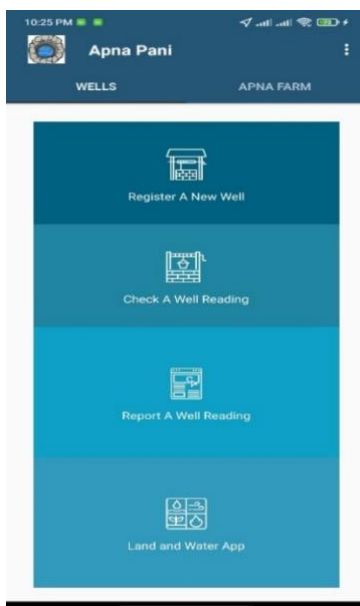 10:25 PM
Apna Pani
WELLS
APNA FARM
Register A New Well
Check A Well Reading
Report A Well Reading
Land and Water App